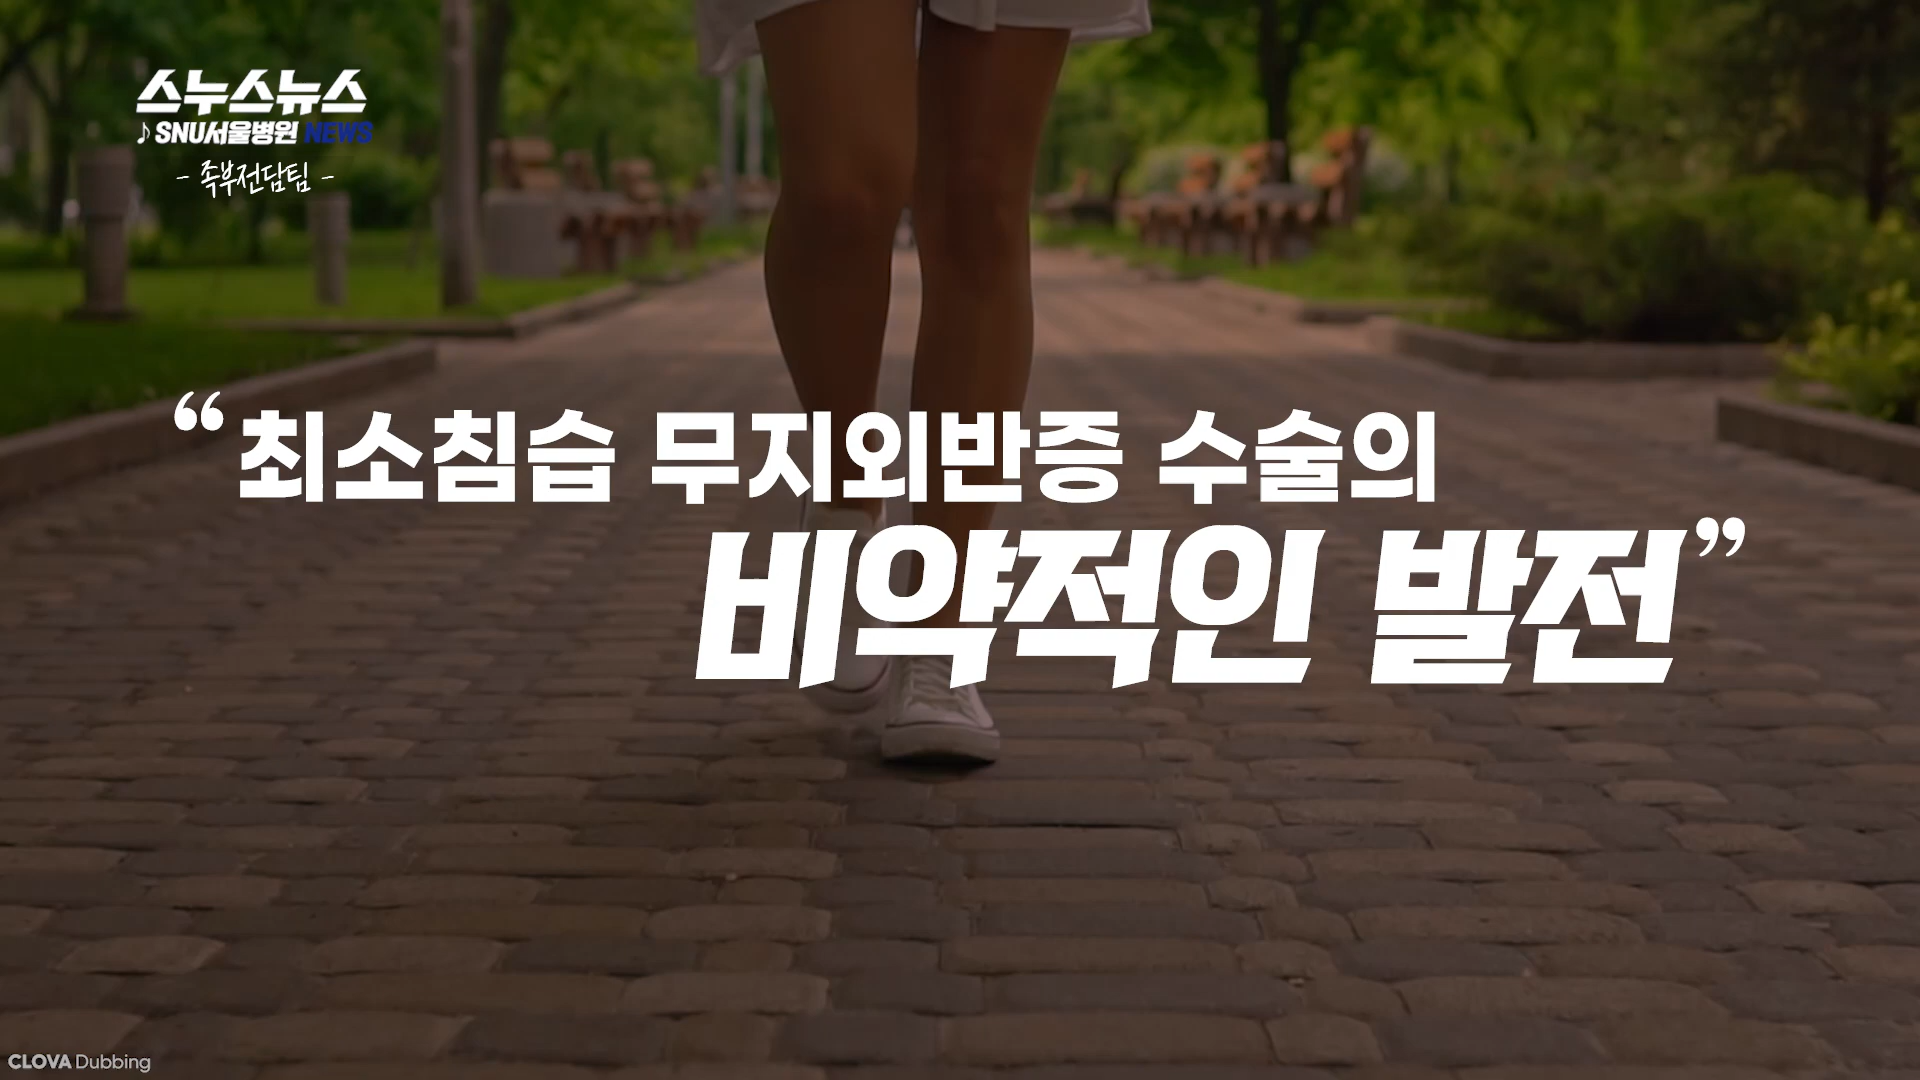 스누스뉴스
♪ SNU서울병원 NEWS
- 족부전담팀 -
“최소침습 무지외반증 수술의
비약적인 발전”
CLOVA Dubbing